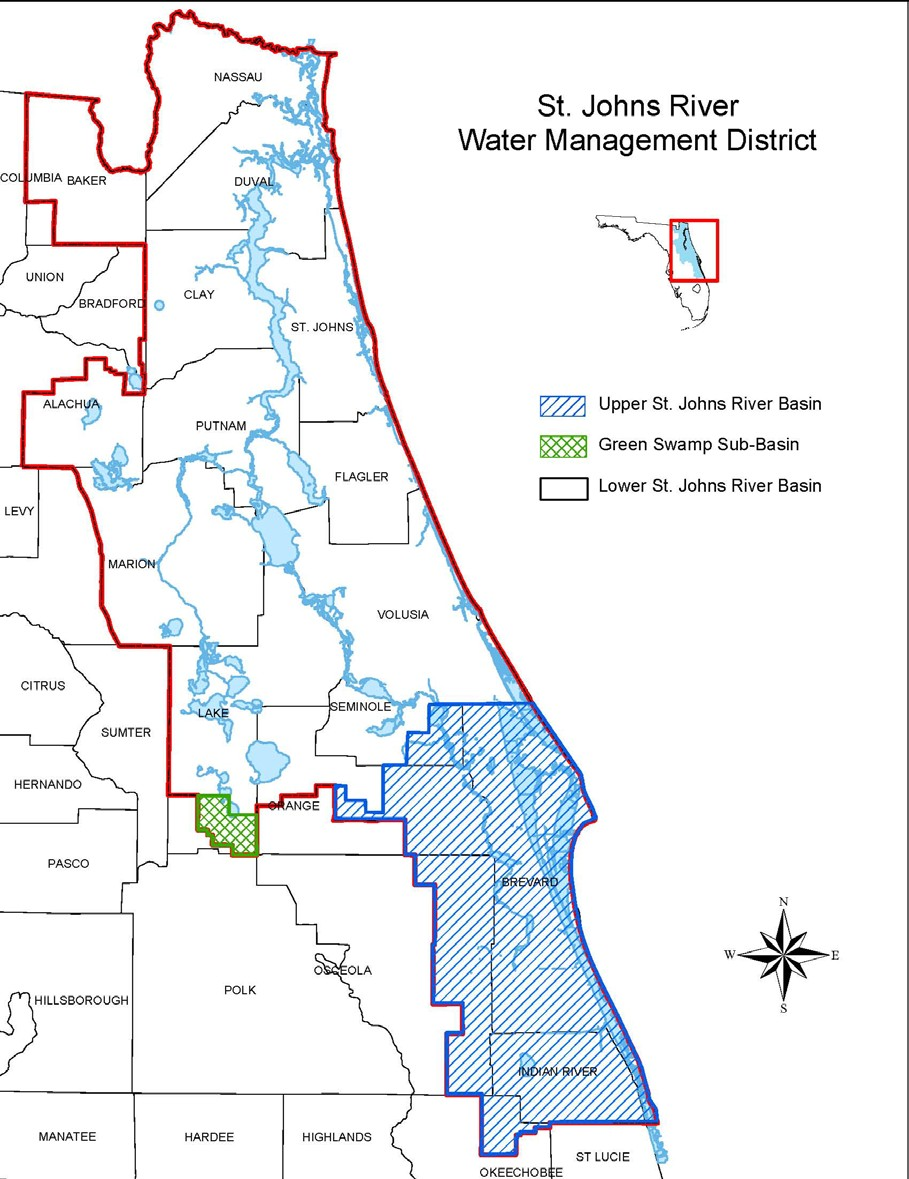 St. Johns River
Water Management District
NASSAU
COLUMBIA
BAKER
DUVAL
UNION
BRADFORD
CLAY
ST. JOHNS
ALACHUA
PUTNAM
FLAGLER
LEVY
MARION
VOLUSIA
CITRUS
SUMTER
LAKE
SEMINOLE
HERNANDO
ORANGE
PASCO
BREVARD
HILLSBOROUGH
POLK
OSCEOLA
INDIAN RIVER
MANATEE
HARDEE
HIGHLANDS
OKEECHOBEE
ST LUCIE
Upper St. Johns River Basin
Green Swamp Sub-Basin
Lower St. Johns River Basin
N
W
E
S